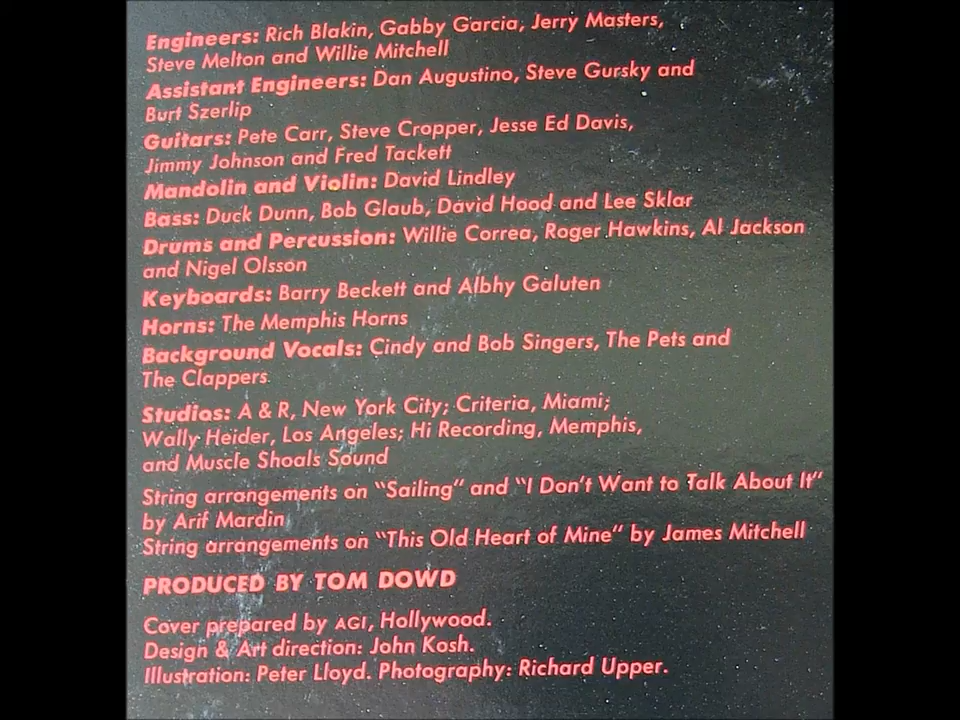 Engineers: Rich Blakin, Gabby Garcia, Jerry Masters,
Steve Melton and Willie Mitchell
Assistant Engineers: Dan Augustino, Steve Gursky and
Burt Szerlip
Guitars: Pete Carr, Steve Cropper, Jesse Ed Davis,
Jimmy Johnson and Fred Tackett
Mandolin and Violin: David Lindley
Bass: Duck Dunn, Bob Glaub, David Hood and Lee Sklar
Drums and Percussion: Willie Correa, Roger Hawkins, Al Jackson
and Nigel Olsson
Keyboards: Barry Beckett and Albhy Galuten
Horns: The Memphis Horns
Background Vocals: Cindy and Bob Singers, The Pets and
The Clappers
Studios: A & R, New York City; Criteria, Miami;
Wally Heider, Los Angeles; Hi Recording, Memphis,
and Muscle Shoals Sound
String arrangements on "Sailing" and "I Don't Want to Talk About It"
by Arif Mardin
String arrangements on "This Old Heart of Mine" by James Mitchell
PRODUCED BY TOM DOWD
Cover prepared by AGI, Hollywood.
Design & Art direction: John Kosh.
Illustration: Peter Lloyd. Photography: Richard Upper.